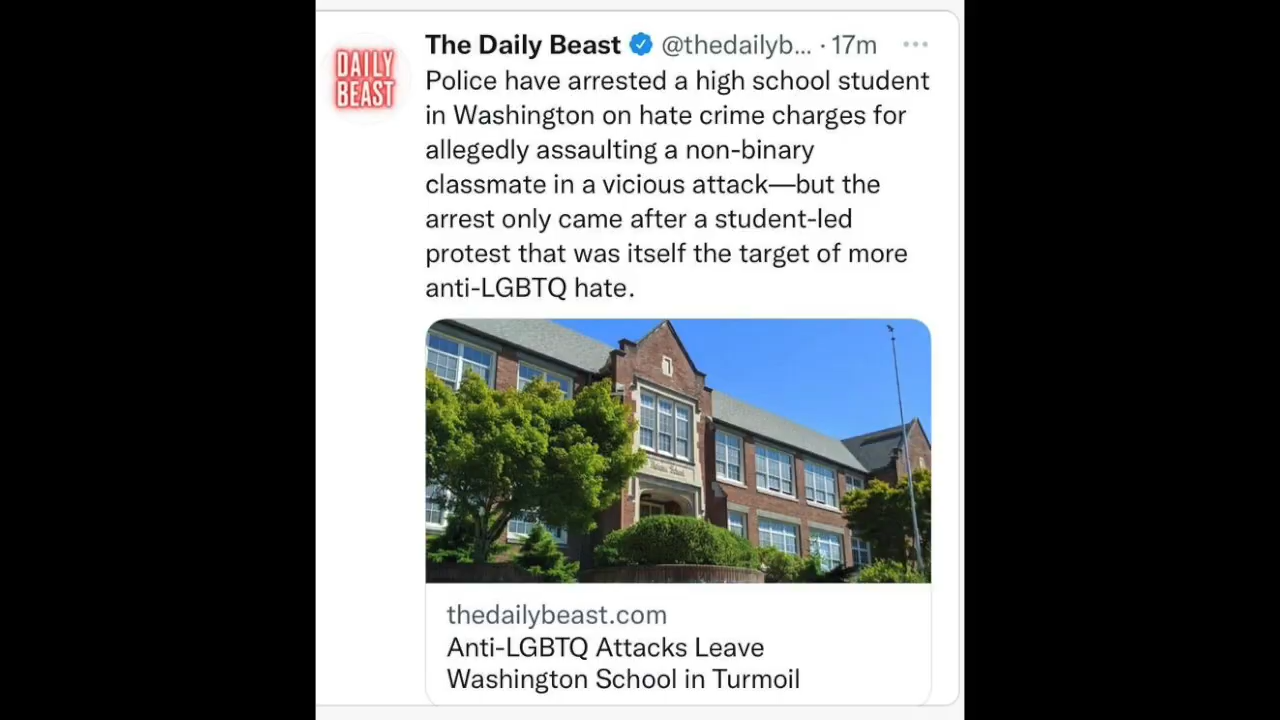 DAILY
BEAST
The Daily Beast @thedailyb... · 17m
Police have arrested a high school student
in Washington on hate crime charges for
allegedly assaulting a non-binary
classmate in a vicious attack—but the
arrest only came after a student-led
protest that was itself the target of more
anti-LGBTQ hate.
thedailybeast.com
Anti-LGBTQ Attacks Leave
Washington School in Turmoil